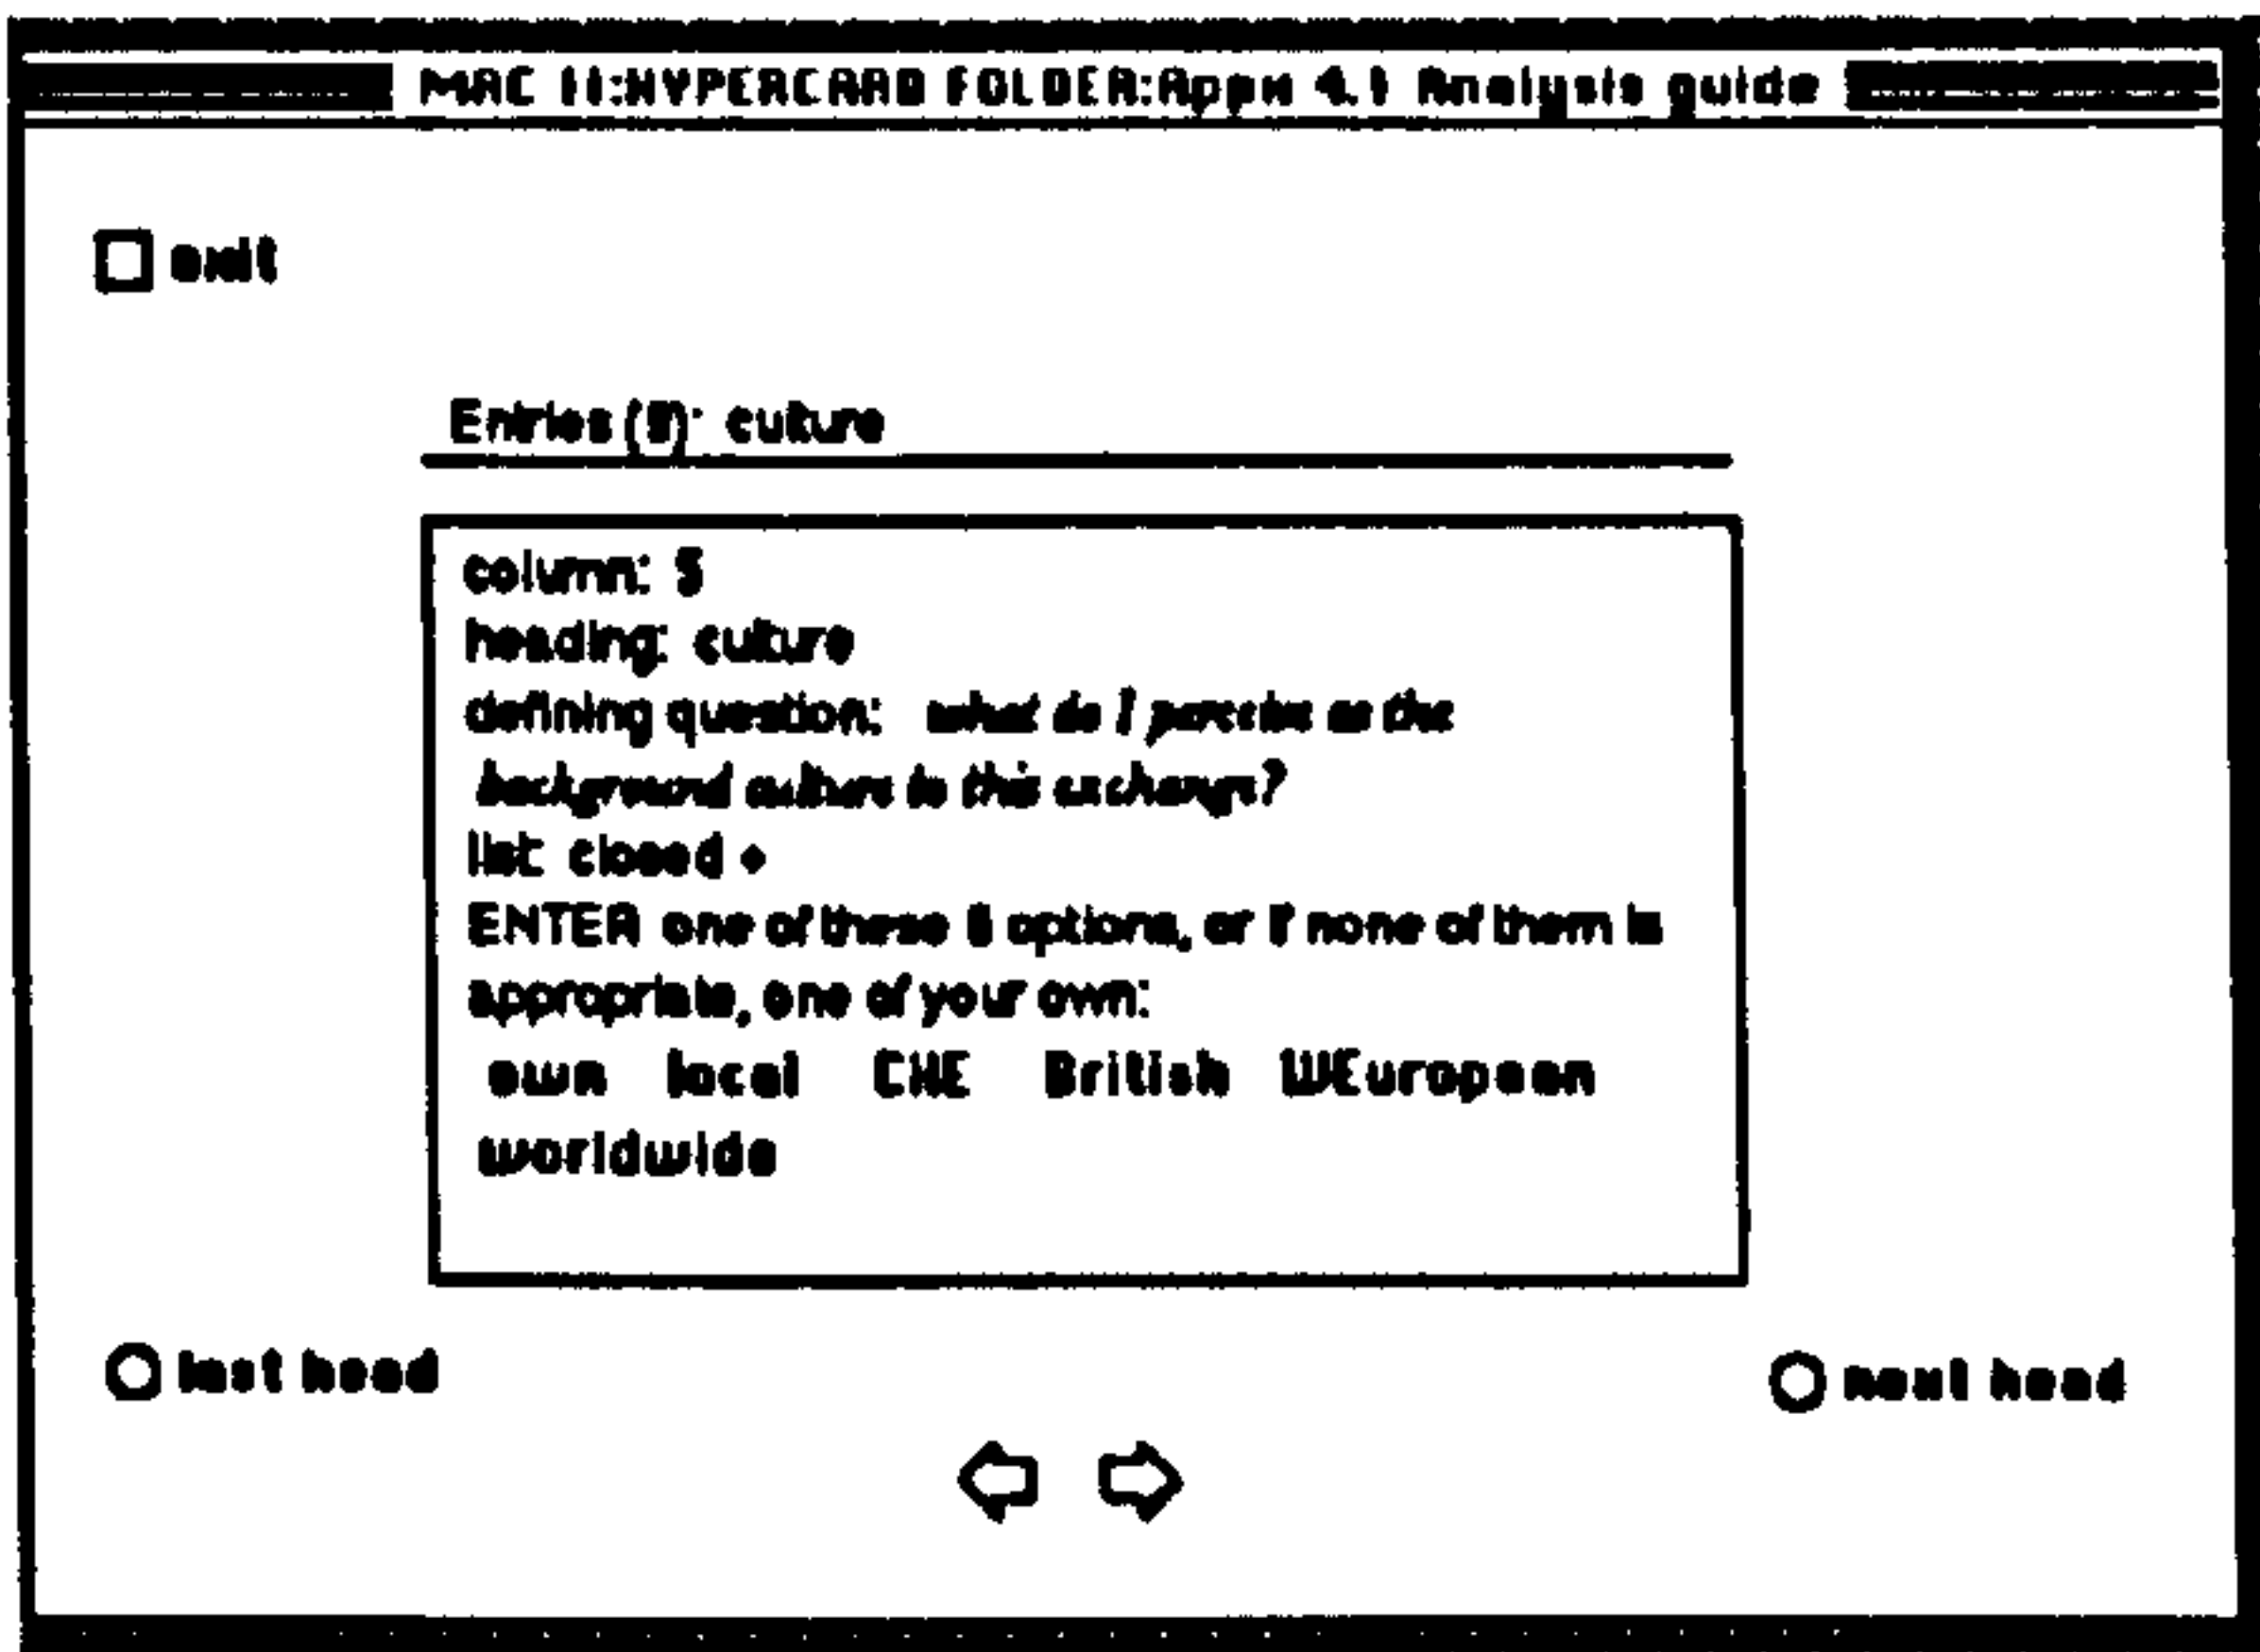 MAC II:HYPERCARD FOLDER:Appn 4.1 Analysis guide
exit
Entries (5): culture
column: 5
heading: culture
defining question: what do I perceive as the
background culture to this exchange?
list: closed ♦
ENTER one of these 6 options, or if none of them is
appropriate, one of your own:
own local CNE British WEuropean
worldwide
last head
next head